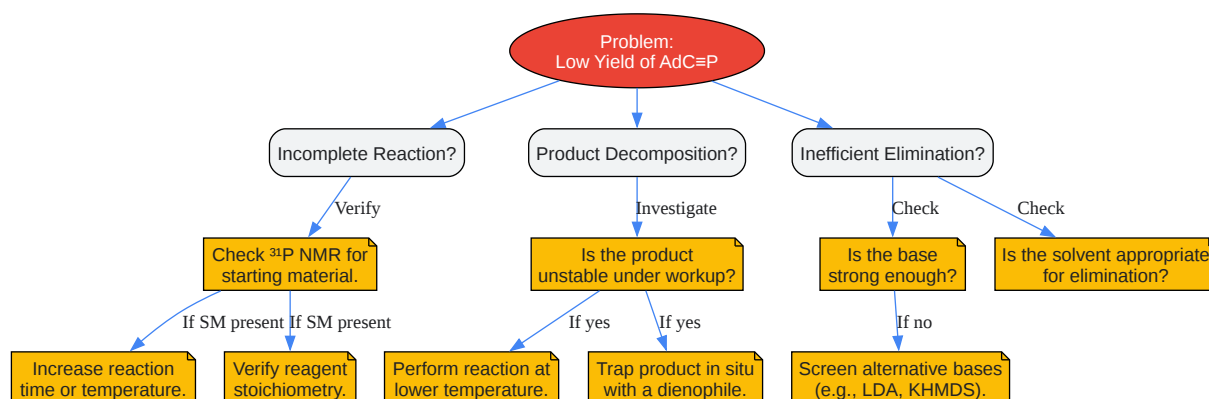 Problem:
Low Yield of AdC≡P
Incomplete Reaction?
Product Decomposition?
Inefficient Elimination?
Verify
Investigate
Check
Check
Check ³¹P NMR for
starting material.
Is the product
unstable under workup?
Is the base
strong enough?
Is the solvent appropriate
for elimination?
If SM present
If SM present
If yes
If yes
If no
Increase reaction
time or temperature.
Verify reagent
stoichiometry.
Perform reaction at
lower temperature.
Trap product in situ
with a dienophile.
Screen alternative bases
(e.g., LDA, KHMDS).